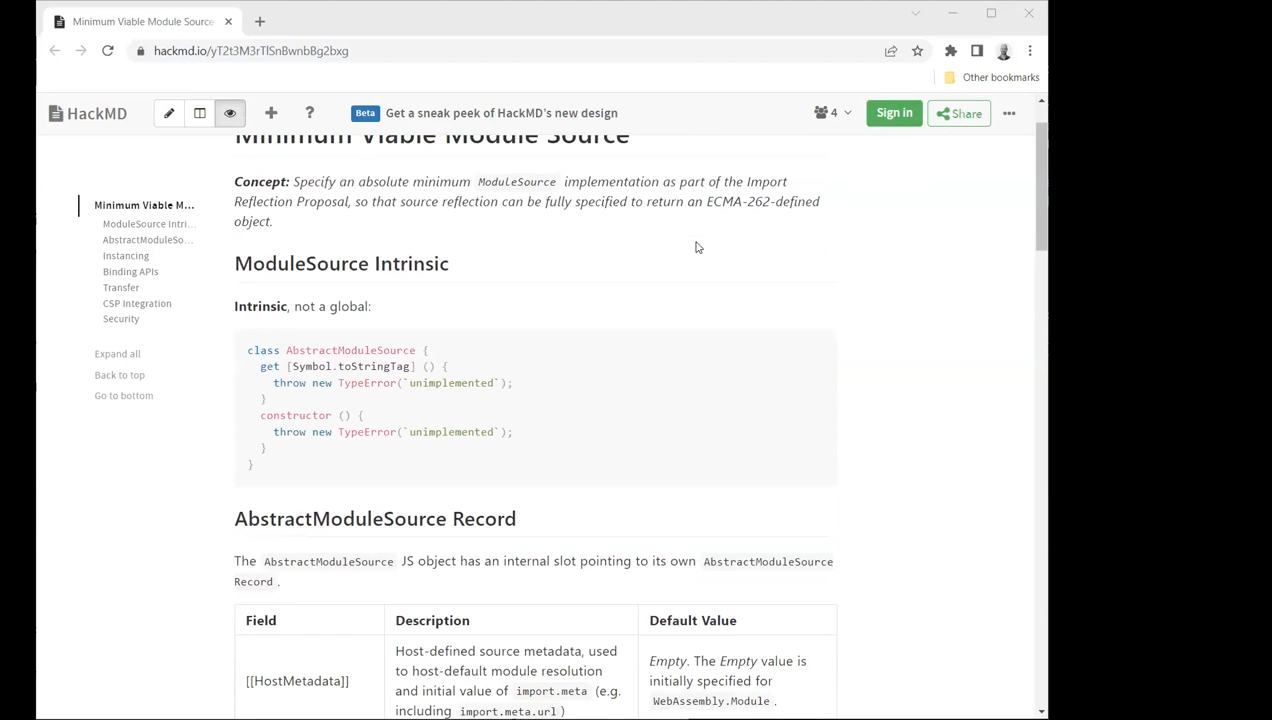 Minimum Viable Module Source
hackmd.io/yT2t3M3rTlSnBwnbBg2bxg
Other bookmarks
HackMD
Beta Get a sneak peek of HackMD's new design
4
Sign in
Share
Minimum Viable Module Source
Concept: Specify an absolute minimum ModuleSource implementation as part of the Import
Reflection Proposal, so that source reflection can be fully specified to return an ECMA-262-defined
object.
Minimum Viable M...
ModuleSource Intri...
AbstractModuleSo...
Instancing
Binding APIs
Transfer
CSP Integration
Security
Expand all
Back to top
Go to bottom
ModuleSource Intrinsic
Intrinsic, not a global:
class AbstractModuleSource {
get [Symbol.toStringTag] () {
throw new TypeError(`unimplemented`);
}
constructor () {
throw new TypeError(`unimplemented`);
}
}
AbstractModuleSource Record
The AbstractModuleSource JS object has an internal slot pointing to its own AbstractModuleSource
Record.
Field Description Default Value
[[HostMetadata]]
Host-defined source metadata, used
to host-default module resolution
and initial value of import.meta (e.g.
including import.meta.url)
Empty. The Empty value is
initially specified for
WebAssembly.Module.